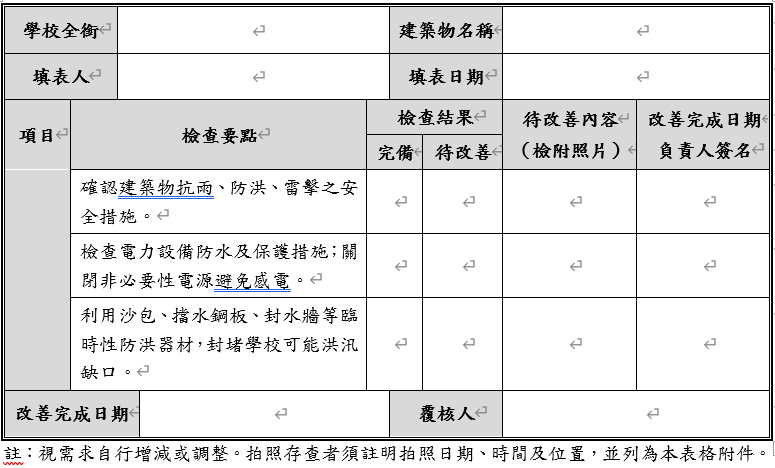 學校全銜 建築物名稱
填表人 填表日期
項目 檢查要點 檢查結果 待改善內容 改善完成日期
完備 待改善 （檢附照片） 負責人簽名
確認建築物抗雨、防洪、雷擊之安
全措施。
檢查電力設備防水及保護措施；關
閉非必要性電源避免感電。
利用沙包、擋水鋼板、封水牆等臨
時性防洪器材，封堵學校可能洪汛
缺口。
改善完成日期 覆核人
註：視需求自行增減或調整。拍照存查者須註明拍照日期、時間及位置，並列為本表格附件。